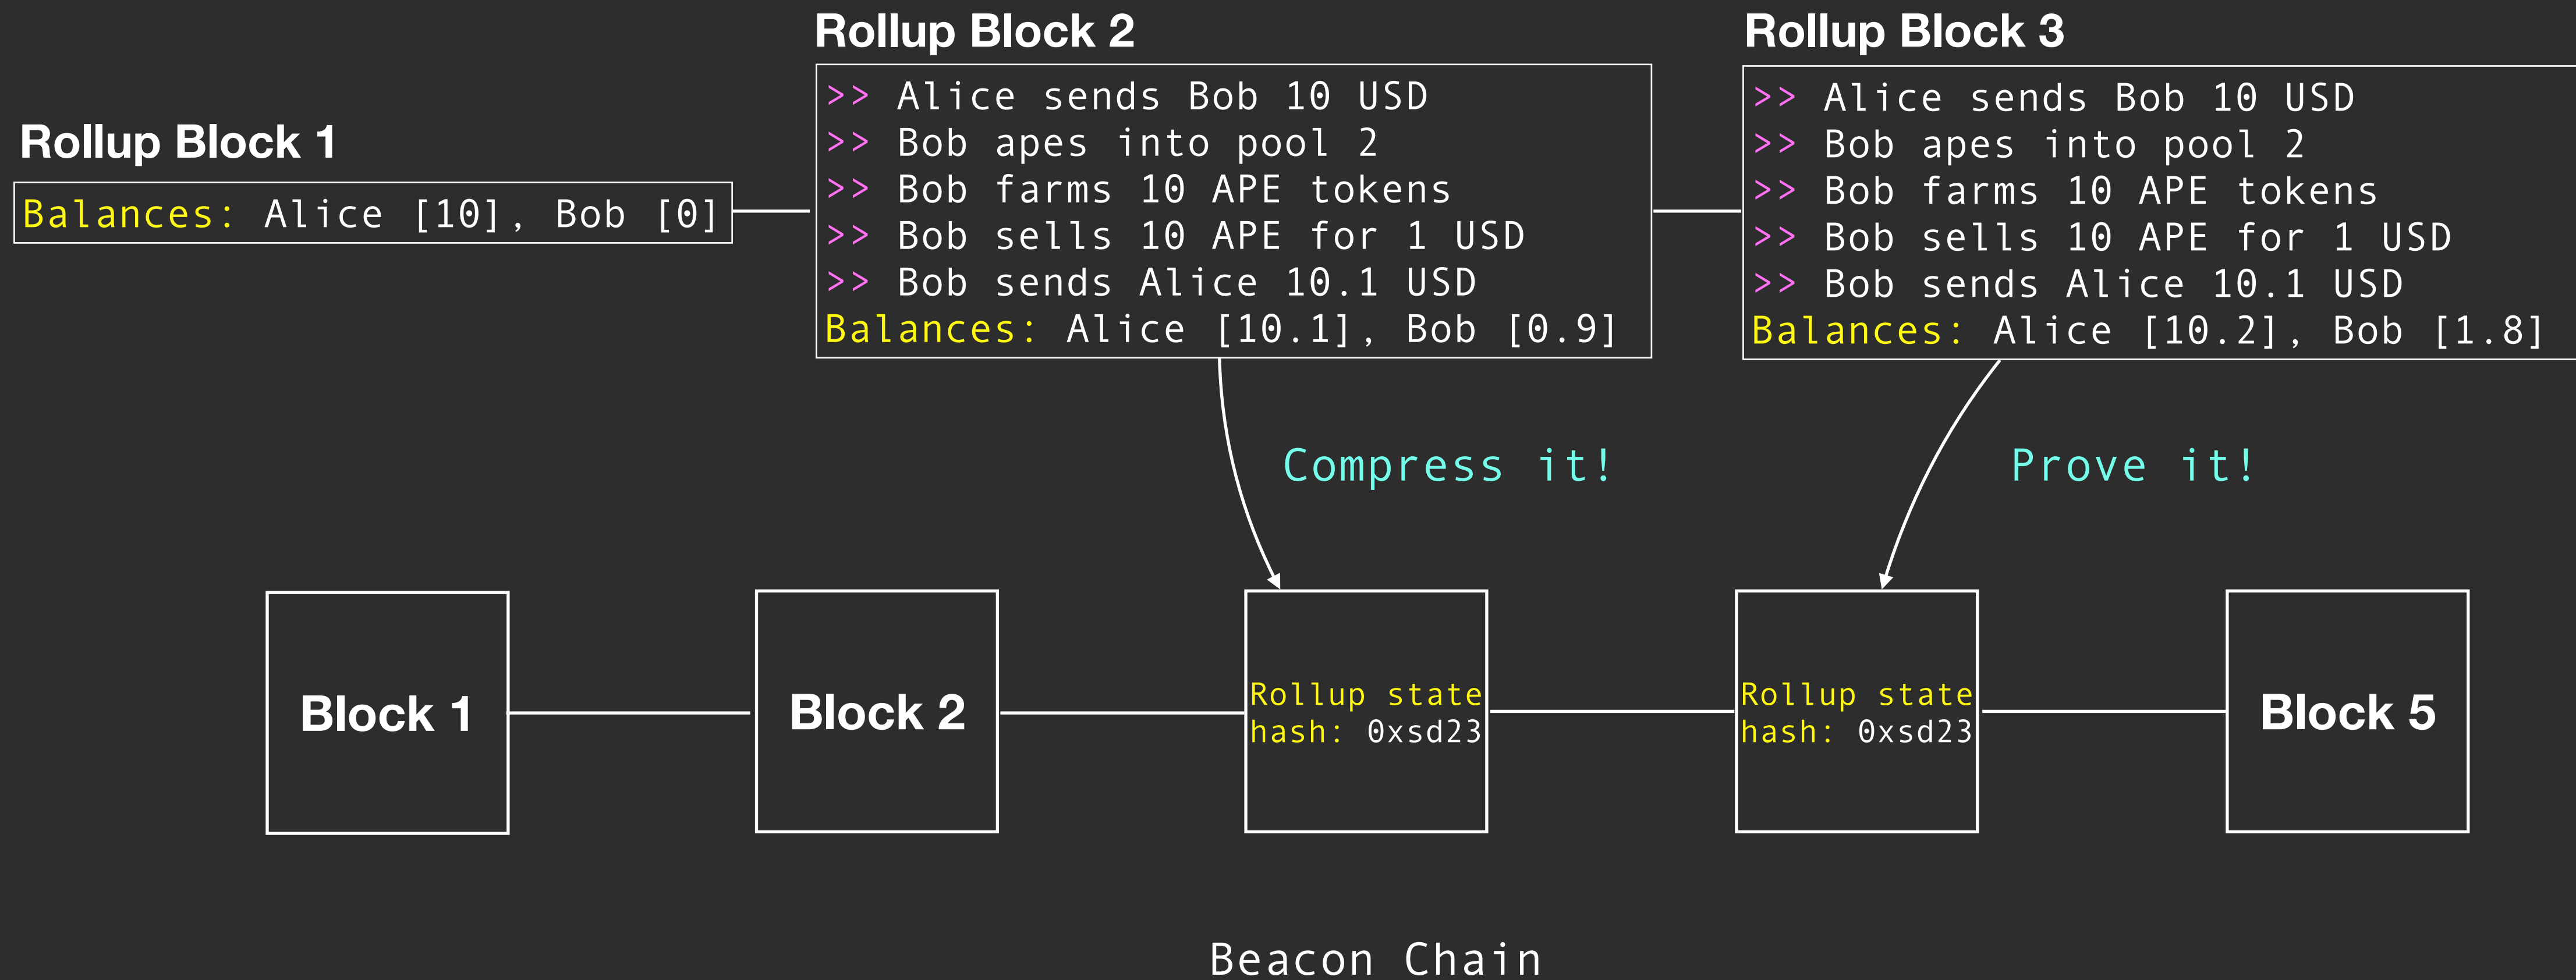 Rollup Block 1
Balances: Alice [10], Bob [0]
Rollup Block 2
>> Alice sends Bob 10 USD
>> Bob apes into pool 2
>> Bob farms 10 APE tokens
>> Bob sells 10 APE for 1 USD
>> Bob sends Alice 10.1 USD
Balances: Alice [10.1], Bob [0.9]
Rollup Block 3
>> Alice sends Bob 10 USD
>> Bob apes into pool 2
>> Bob farms 10 APE tokens
>> Bob sells 10 APE for 1 USD
>> Bob sends Alice 10.1 USD
Balances: Alice [10.2], Bob [1.8]
Compress it!
Prove it!
Block 1
Block 2
Rollup state
hash: 0xsd23
Rollup state
hash: 0xsd23
Block 5
Beacon Chain